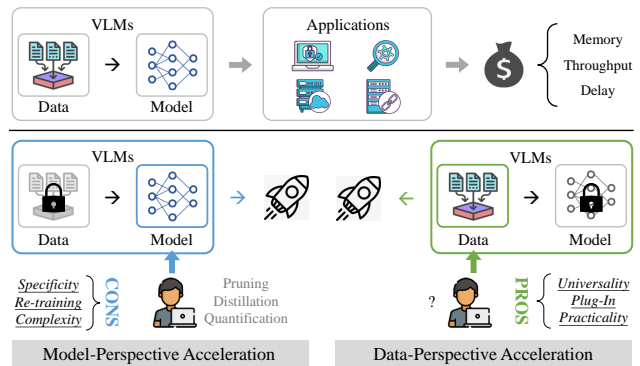 VLMs
Data
Model
Applications
$
Memory
Throughput
Delay
VLMs
Data
Model
VLMs
Data
Model
Specificity
Re-training
Complexity
CONS
Pruning
Distillation
Quantification
?
PROS
Universality
Plug-In
Practicality
Model-Perspective Acceleration
Data-Perspective Acceleration